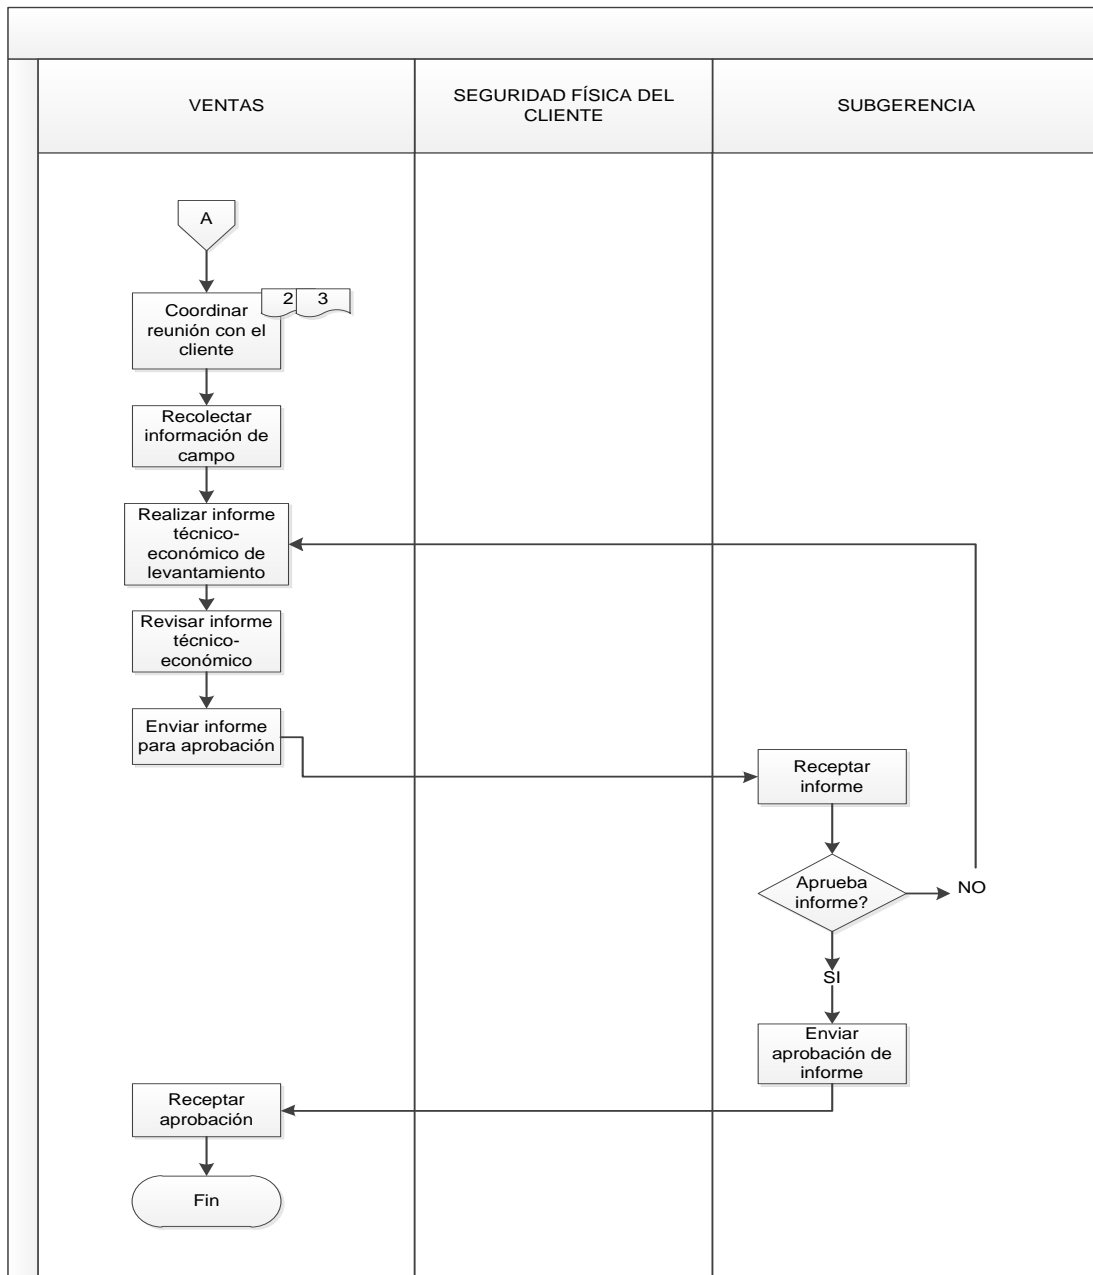 VENTAS
SEGURIDAD FÍSICA DEL
CLIENTE
SUBGERENCIA
A
2 3
Coordinar
reunión con el
cliente
Recolectar
información de
campo
Realizar informe
técnico-
económico de
levantamiento
Revisar informe
técnico-
económico
Enviar informe
para aprobación
Receptar
informe
Aprueba
informe?
NO
SI
Enviar
aprobación de
informe
Receptar
aprobación
Fin